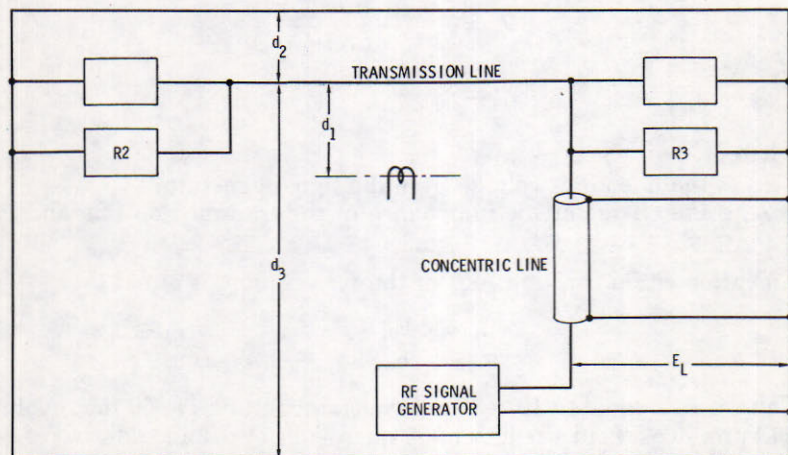 d2
TRANSMISSION LINE
d1
R2
R3
d3
CONCENTRIC LINE
EL
RF SIGNAL
GENERATOR